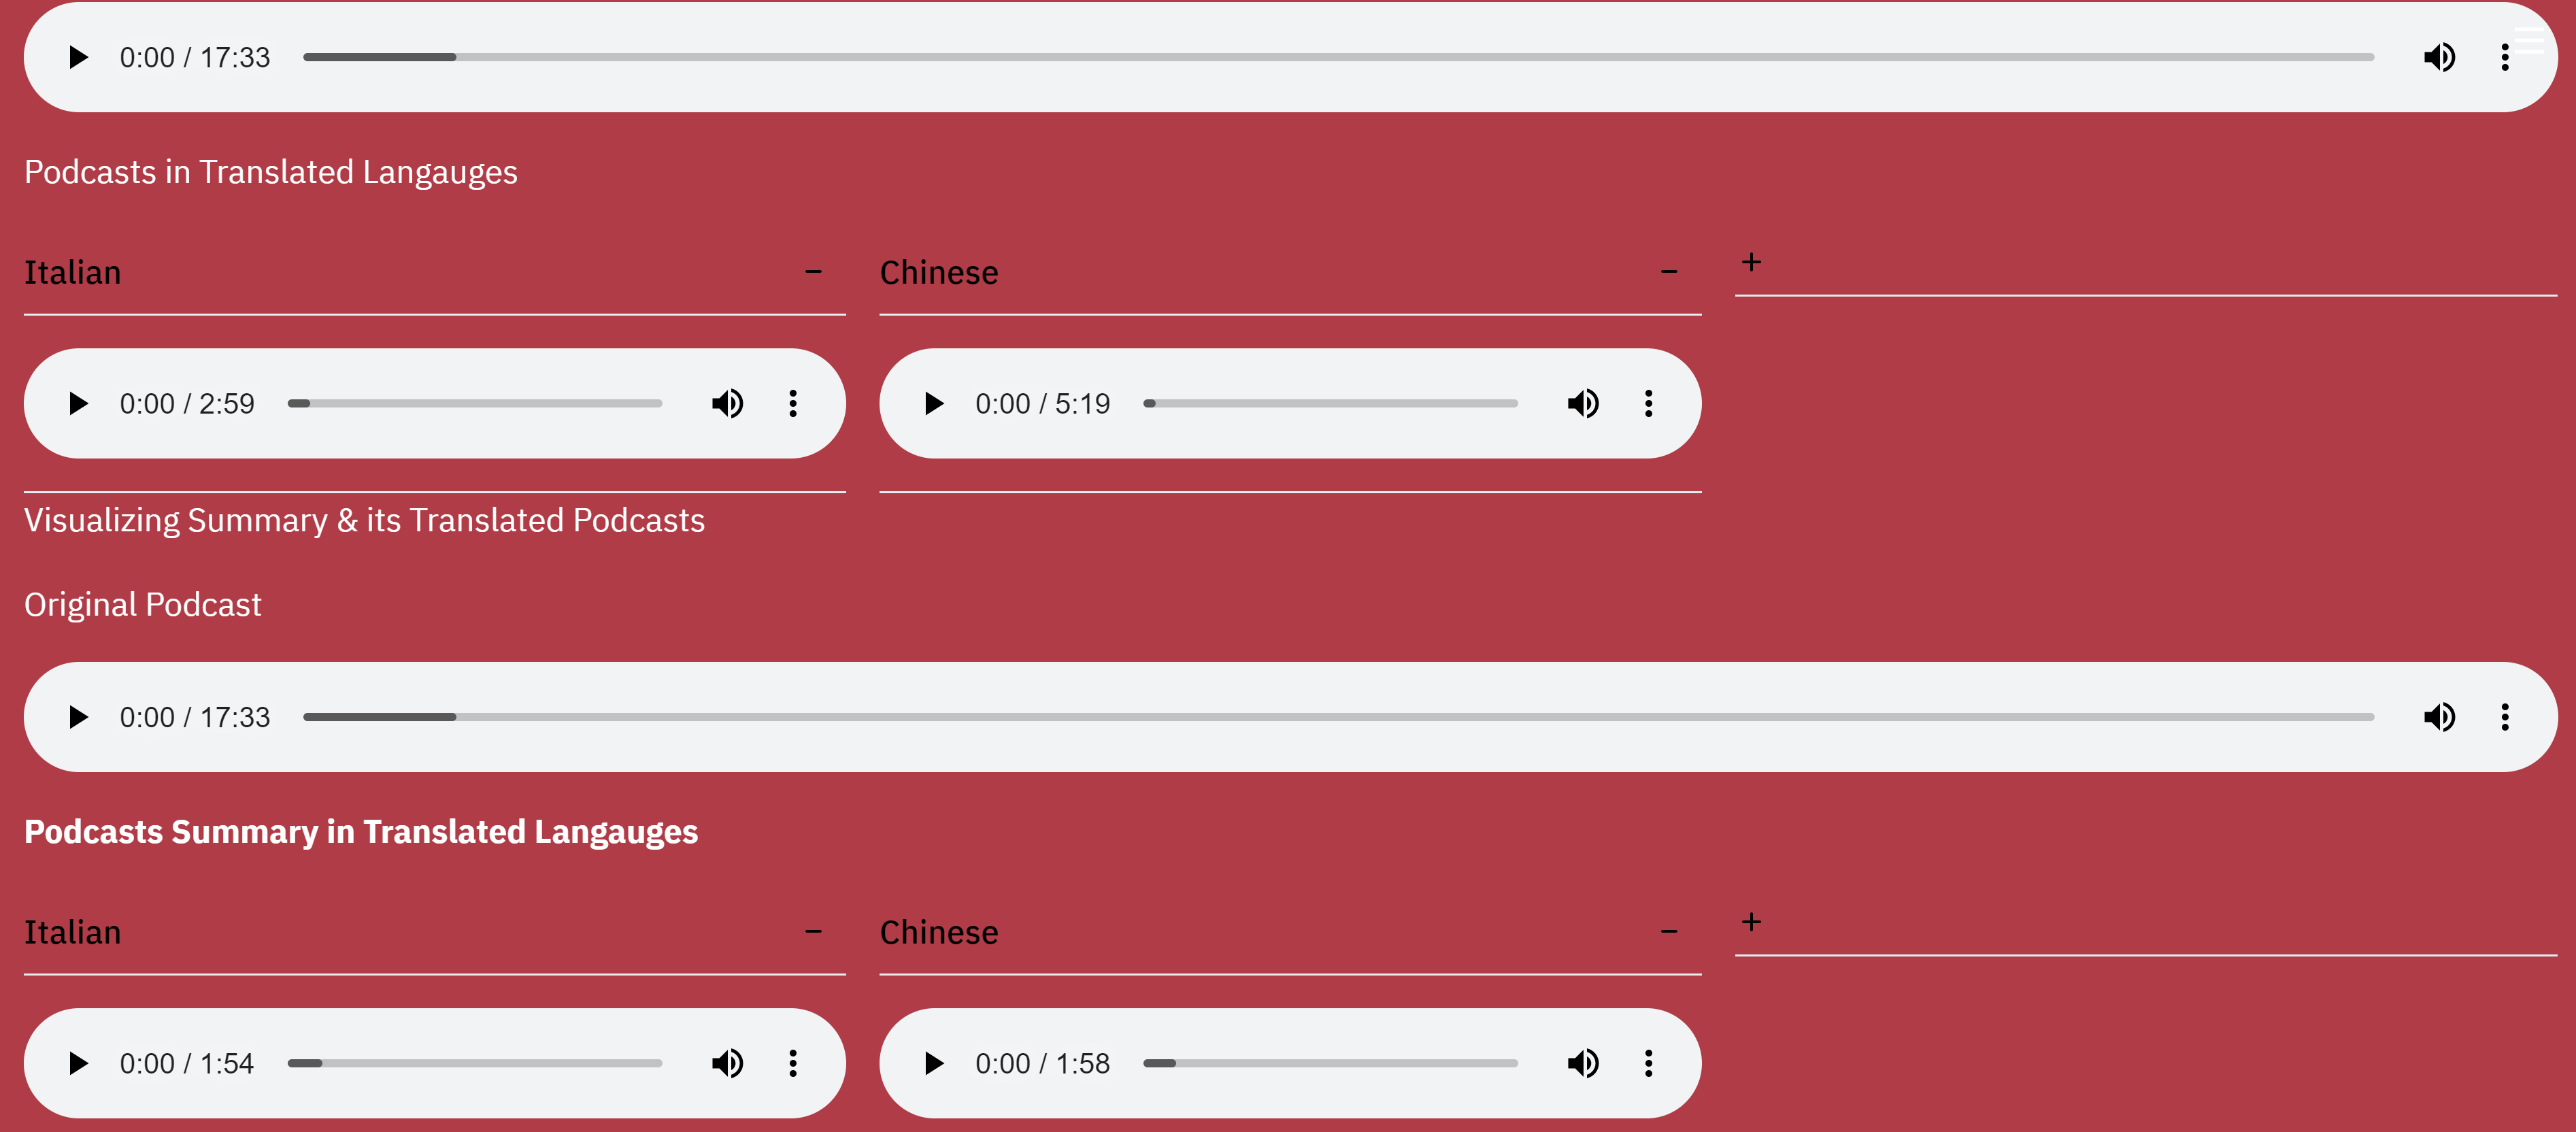 0:00 / 17:33
Podcasts in Translated Langauges
Italian − Chinese − +
0:00 / 2:59 0:00 / 5:19
Visualizing Summary & its Translated Podcasts
Original Podcast
0:00 / 17:33
Podcasts Summary in Translated Langauges
Italian − Chinese − +
0:00 / 1:54 0:00 / 1:58